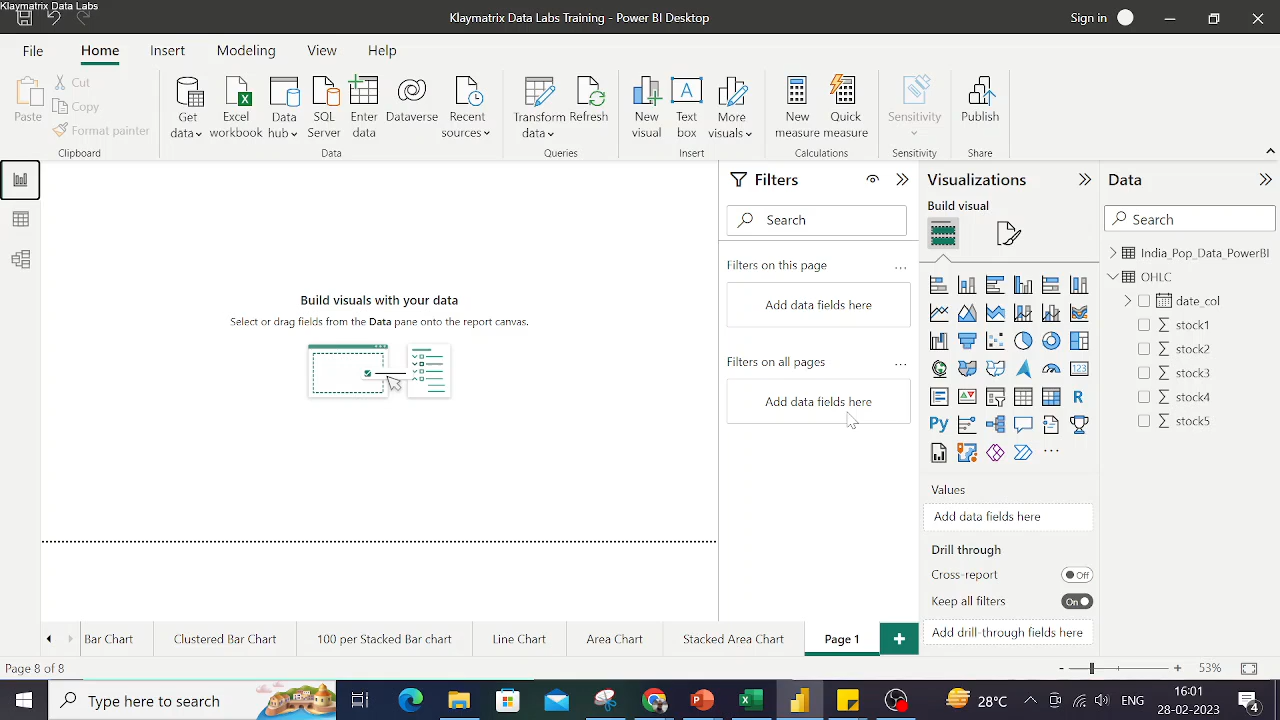 Klaymatrix Data Labs
Klaymatrix Data Labs Training - Power BI Desktop
Sign in
File
Home
Insert
Modeling
View
Help
Paste
Cut
Copy
Format painter
Clipboard
Get data
Excel workbook
Data hub
SQL Server
Enter data
Dataverse
Recent sources
Data
Transform data
Refresh
Queries
New visual
A
Text box
More visuals
Insert
New measure
Quick measure
Calculations
Sensitivity
Sensitivity
Publish
Share
Build visuals with your data
Select or drag fields from the Data pane onto the report canvas.
Filters
Search
Filters on this page
...
Add data fields here
Filters on all pages
...
Add data fields here
Visualizations
Build visual
123
R
Py
...
Values
Add data fields here
Drill through
Cross-report
Off
Keep all filters
On
Add drill-through fields here
Data
Search
India_Pop_Data_PowerBI
OHLC
date_col
stock1
stock2
stock3
stock4
stock5
Bar Chart
Clustered Bar Chart
100 per Stacked Bar chart
Line Chart
Area Chart
Stacked Area Chart
Page 1
+
Page 8 of 8
- + 53%
Type here to search
28°C
ENG
16:01
28-02-2023
4